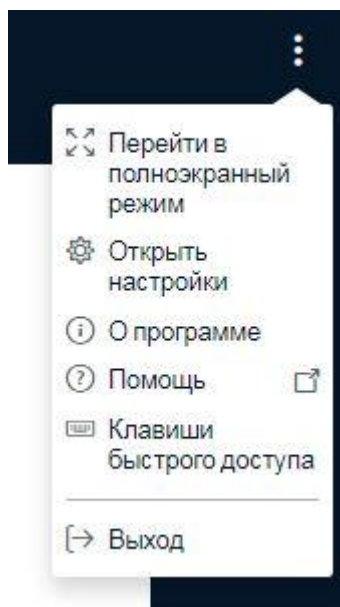 Перейти в
полноэкранный
режим
Открыть
настройки
О программе
Помощь
Клавиши
быстрого доступа
Выход